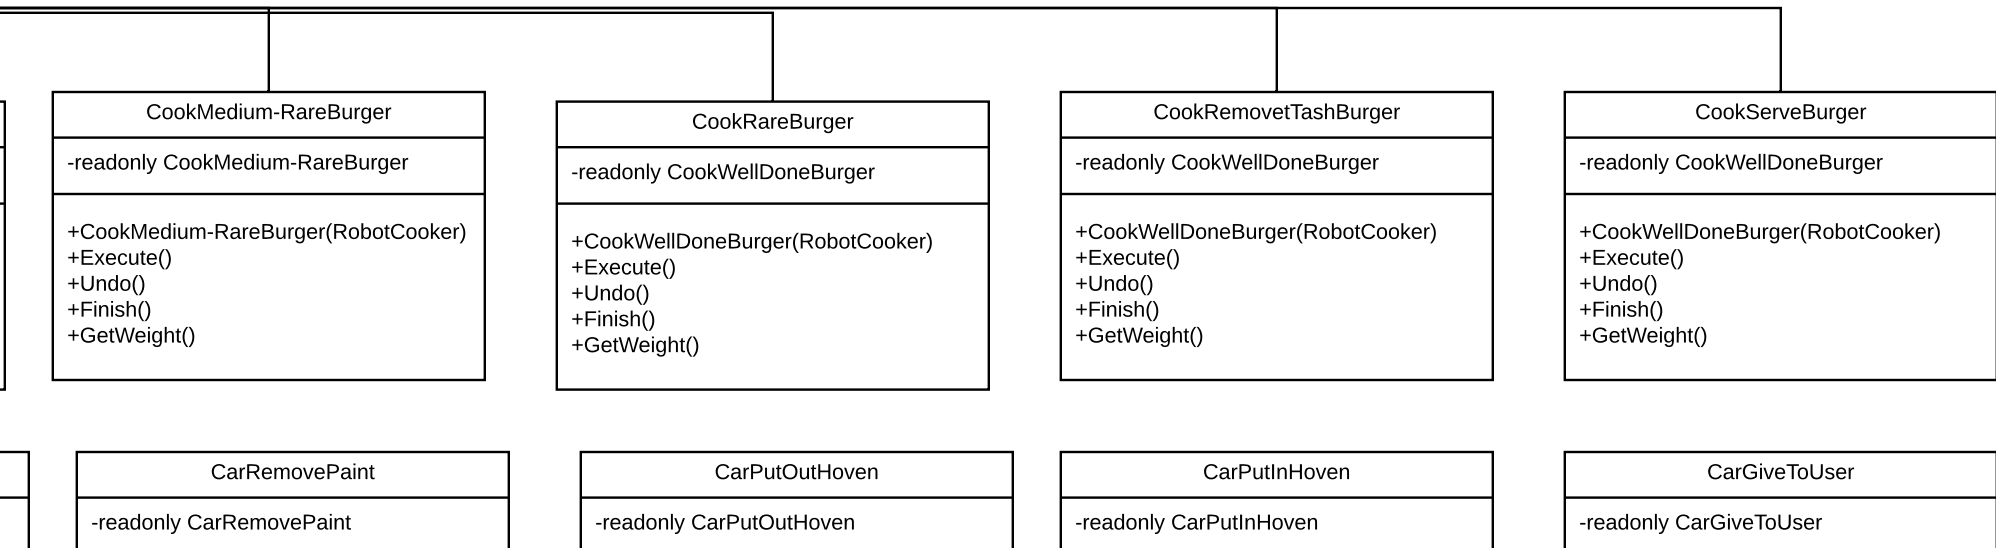 CookMedium-RareBurger
-readonly CookMedium-RareBurger
+CookMedium-RareBurger(RobotCooker)
+Execute()
+Undo()
+Finish()
+GetWeight()
CookRareBurger
-readonly CookWellDoneBurger
+CookWellDoneBurger(RobotCooker)
+Execute()
+Undo()
+Finish()
+GetWeight()
CookRemovetTashBurger
-readonly CookWellDoneBurger
+CookWellDoneBurger(RobotCooker)
+Execute()
+Undo()
+Finish()
+GetWeight()
CookServeBurger
-readonly CookWellDoneBurger
+CookWellDoneBurger(RobotCooker)
+Execute()
+Undo()
+Finish()
+GetWeight()
CarRemovePaint
-readonly CarRemovePaint
CarPutOutHoven
-readonly CarPutOutHoven
CarPutInHoven
-readonly CarPutInHoven
CarGiveToUser
-readonly CarGiveToUser